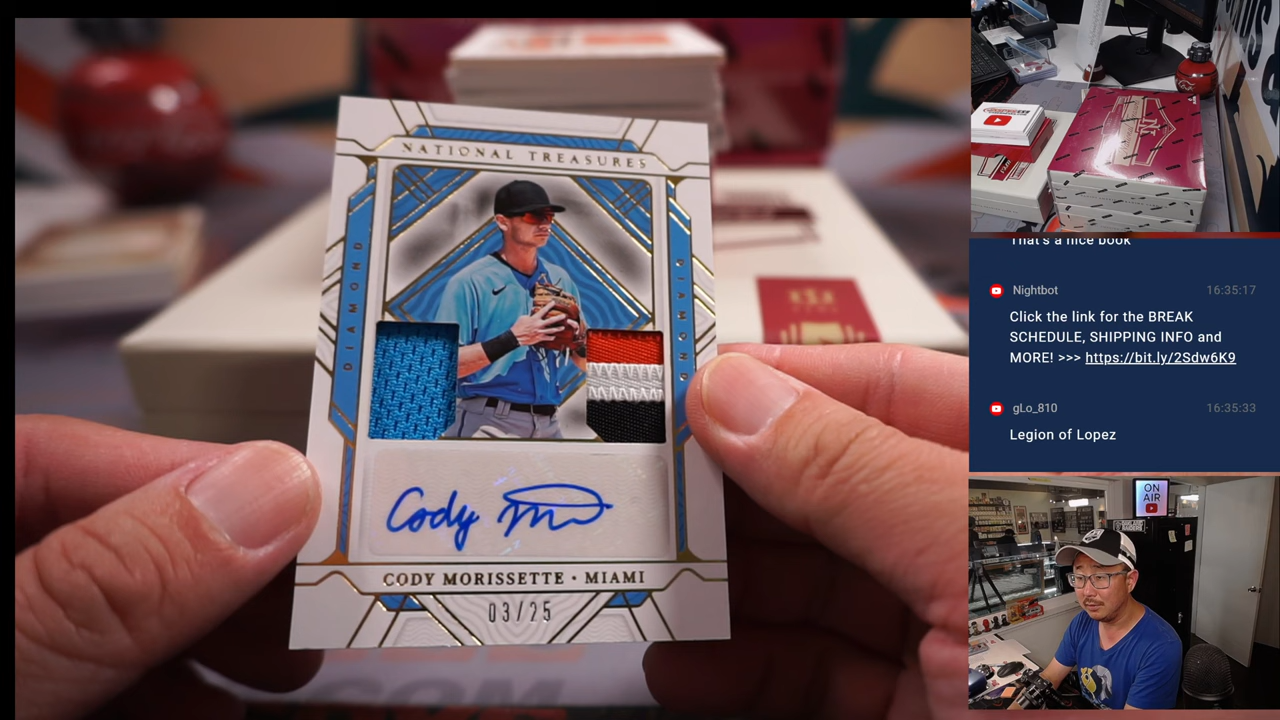 NATIONAL TREASURES
DIAMOND
DIAMOND
Cody
CODY MORISSETTE • MIAMI
03/25
That's a nice book
Nightbot
16:35:17
Click the link for the BREAK
SCHEDULE, SHIPPING INFO and
MORE! >>> https://bit.ly/2Sdw6K9
gLo_810
16:35:33
Legion of Lopez
ON
AIR